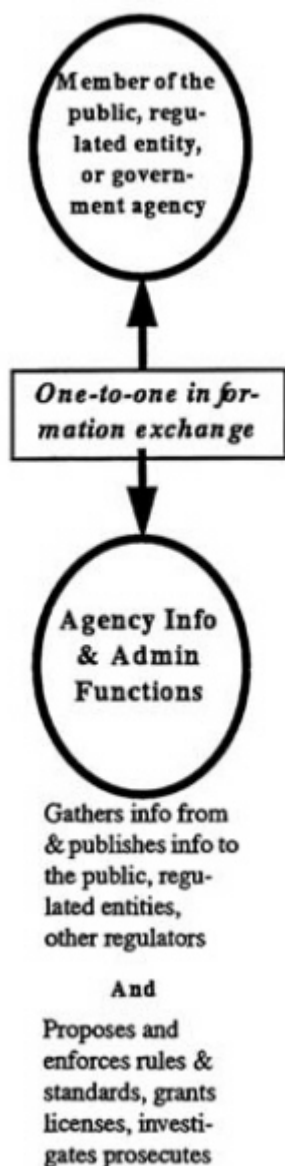 Member of the
public, regu-
lated entity,
or govern-
ment agency
One-to-one infor-
mation exchange
Agency Info
& Admin
Functions
Gathers info from
& publishes info to
the public, regu-
lated entities,
other regulators
And
Proposes and
enforces rules &
standards, grants
licenses, investi-
gates prosecutes